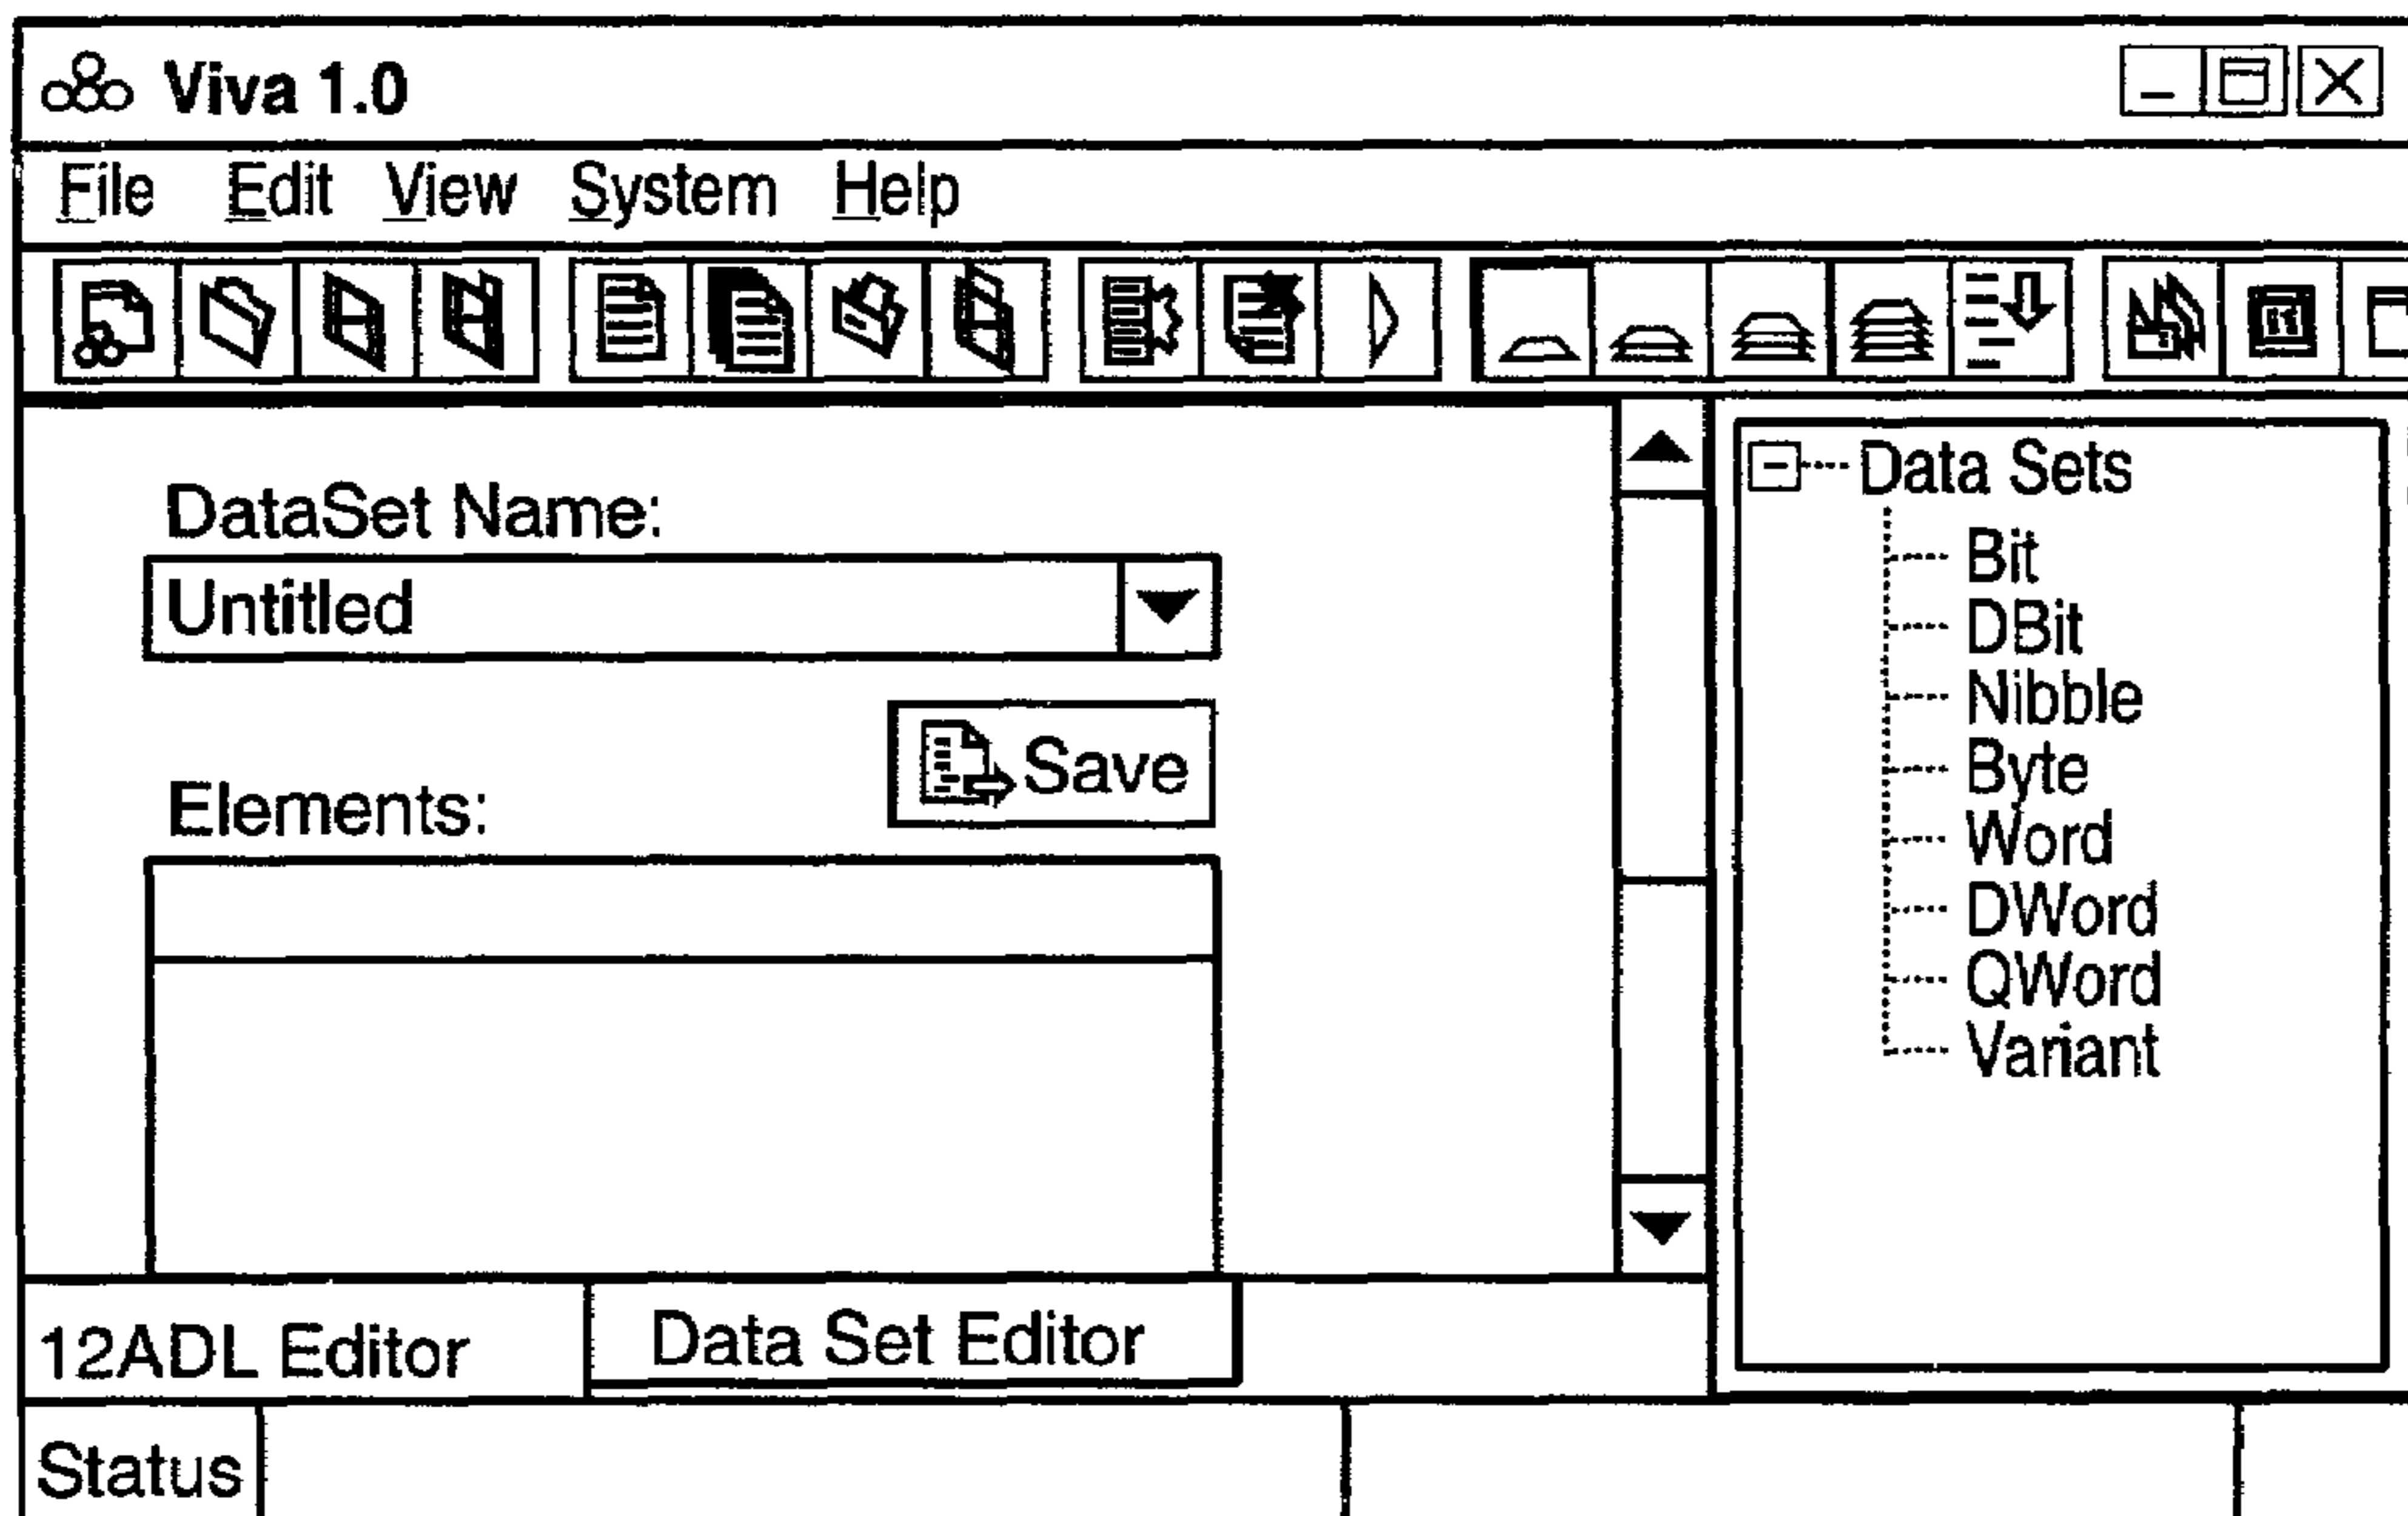 Viva 1.0
File Edit View System Help
DataSet Name:
Untitled
Save
Elements:
12ADL Editor
Data Set Editor
Status
Data Sets
Bit
DBit
Nibble
Byte
Word
DWord
QWord
Variant